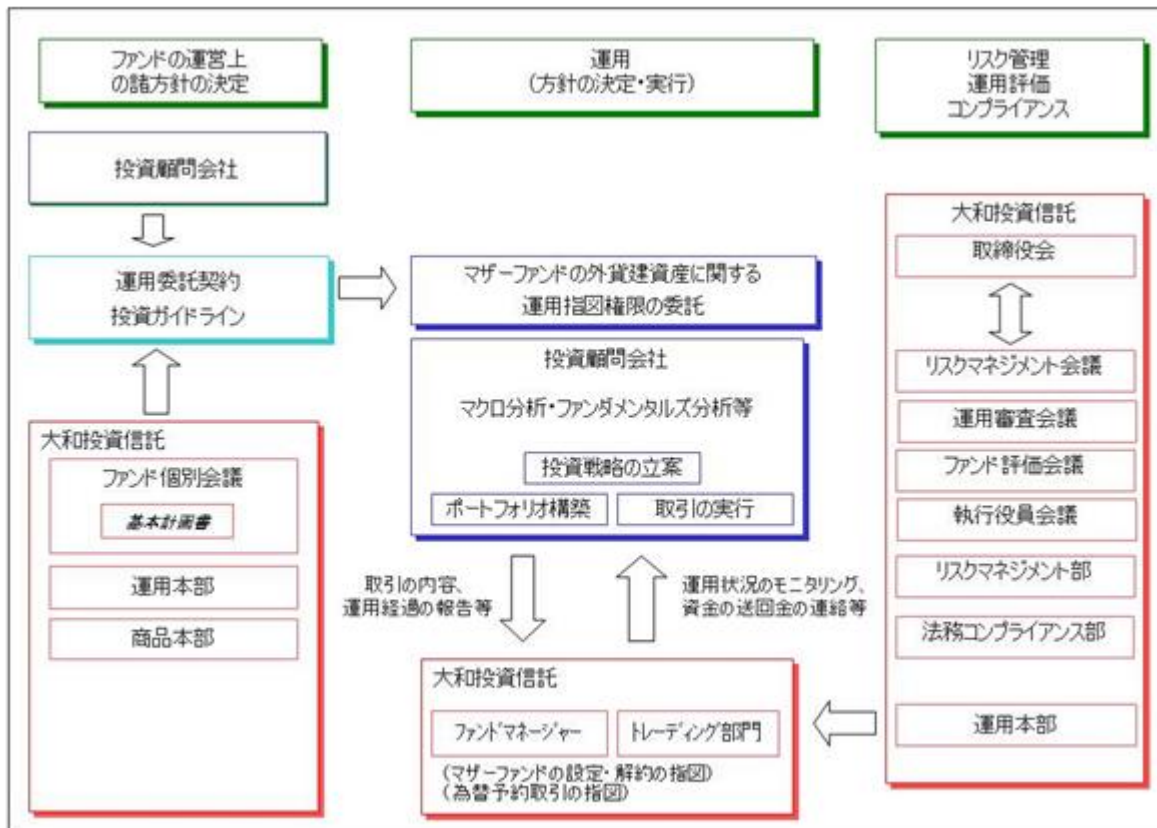 ファンドの運営上
の諸方針の決定
運用
(方針の決定・実行)
リスク管理
運用評価
コンプライアンス
投資顧問会社
運用委託契約
投資ガイドライン
大和投資信託
ファンド個別会議
基本計画書
運用本部
商品本部
マザーファンドの外貨建資産に関する
運用指図権限の委託
投資顧問会社
マクロ分析・ファンダメンタルズ分析等
投資戦略の立案
ポートフォリオ構築
取引の実行
取引の内容、
運用経過の報告等
運用状況のモニタリング、
資金の送回金の連絡等
大和投資信託
ファンドマネージャー
トレーディング部門
(マザーファンドの設定・解約の指図)
(為替予約取引の指図)
大和投資信託
取締役会
リスクマネジメント会議
運用審査会議
ファンド評価会議
執行役員会議
リスクマネジメント部
法務コンプライアンス部
運用本部